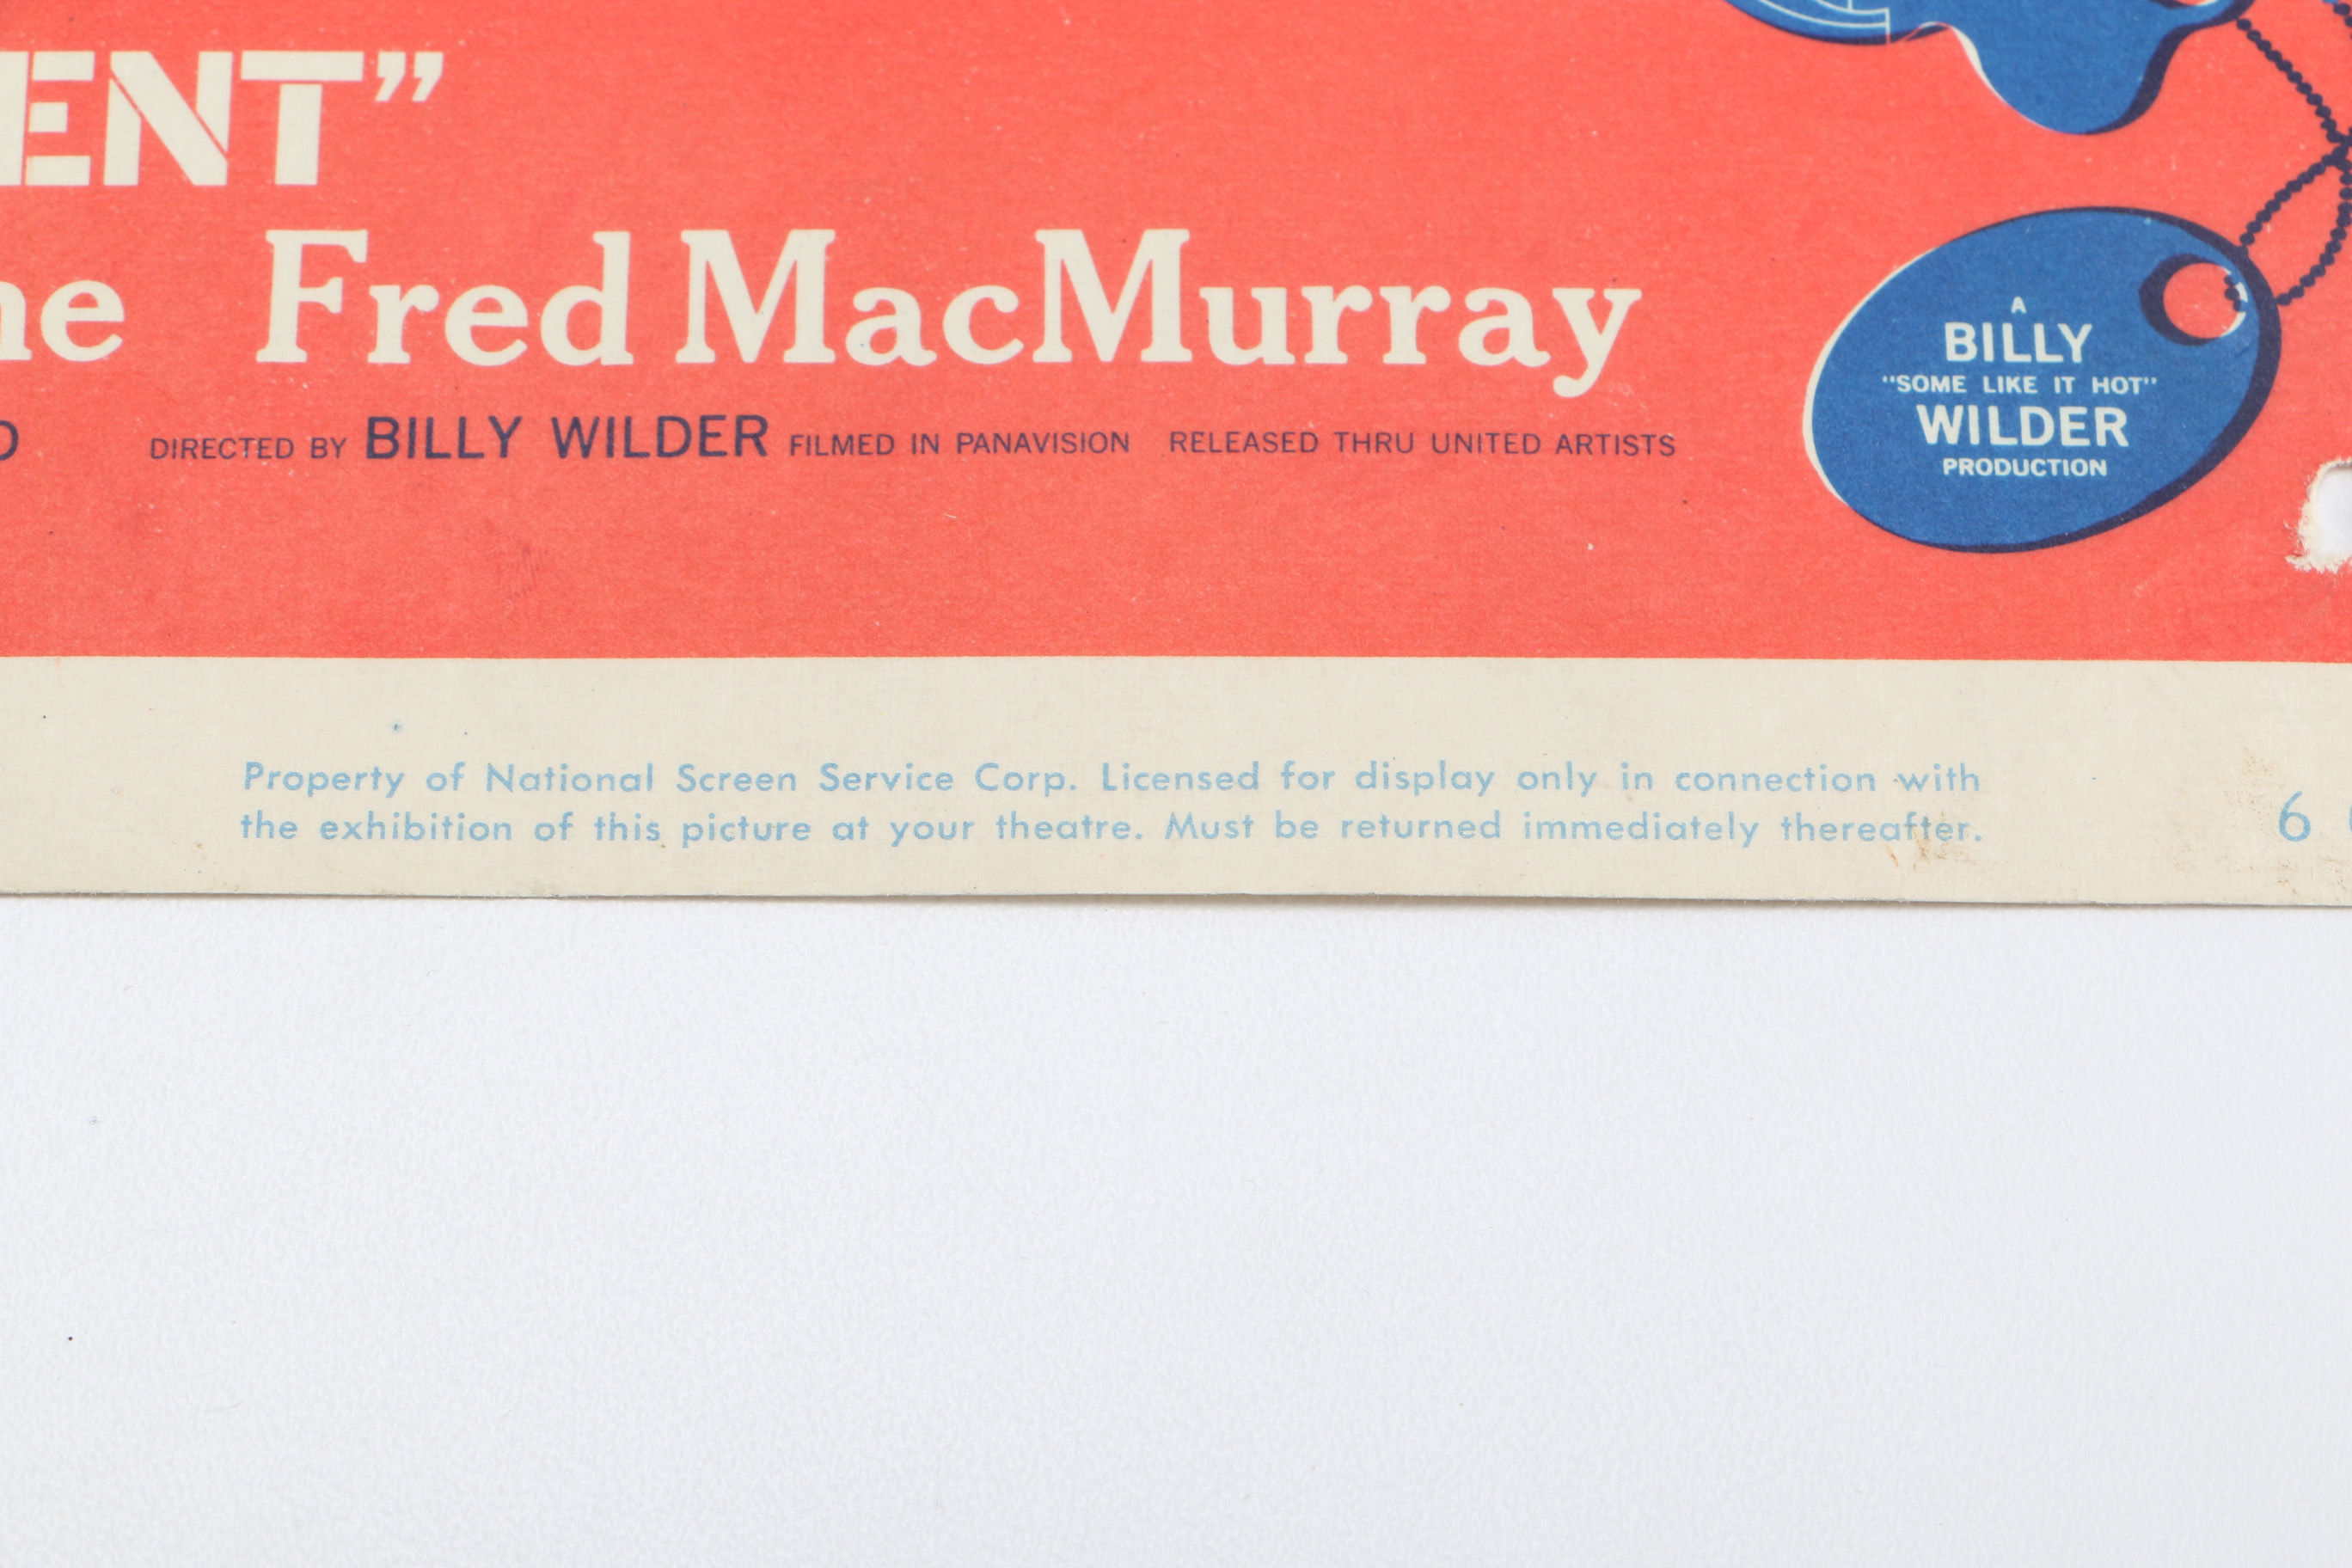 ENT”
ne Fred MacMurray
D DIRECTED BY BILLY WILDER FILMED IN PANAVISION RELEASED THRU UNITED ARTISTS
A
BILLY
"SOME LIKE IT HOT"
WILDER
PRODUCTION
Property of National Screen Service Corp. Licensed for display only in connection with
the exhibition of this picture at your theatre. Must be returned immediately thereafter.
6